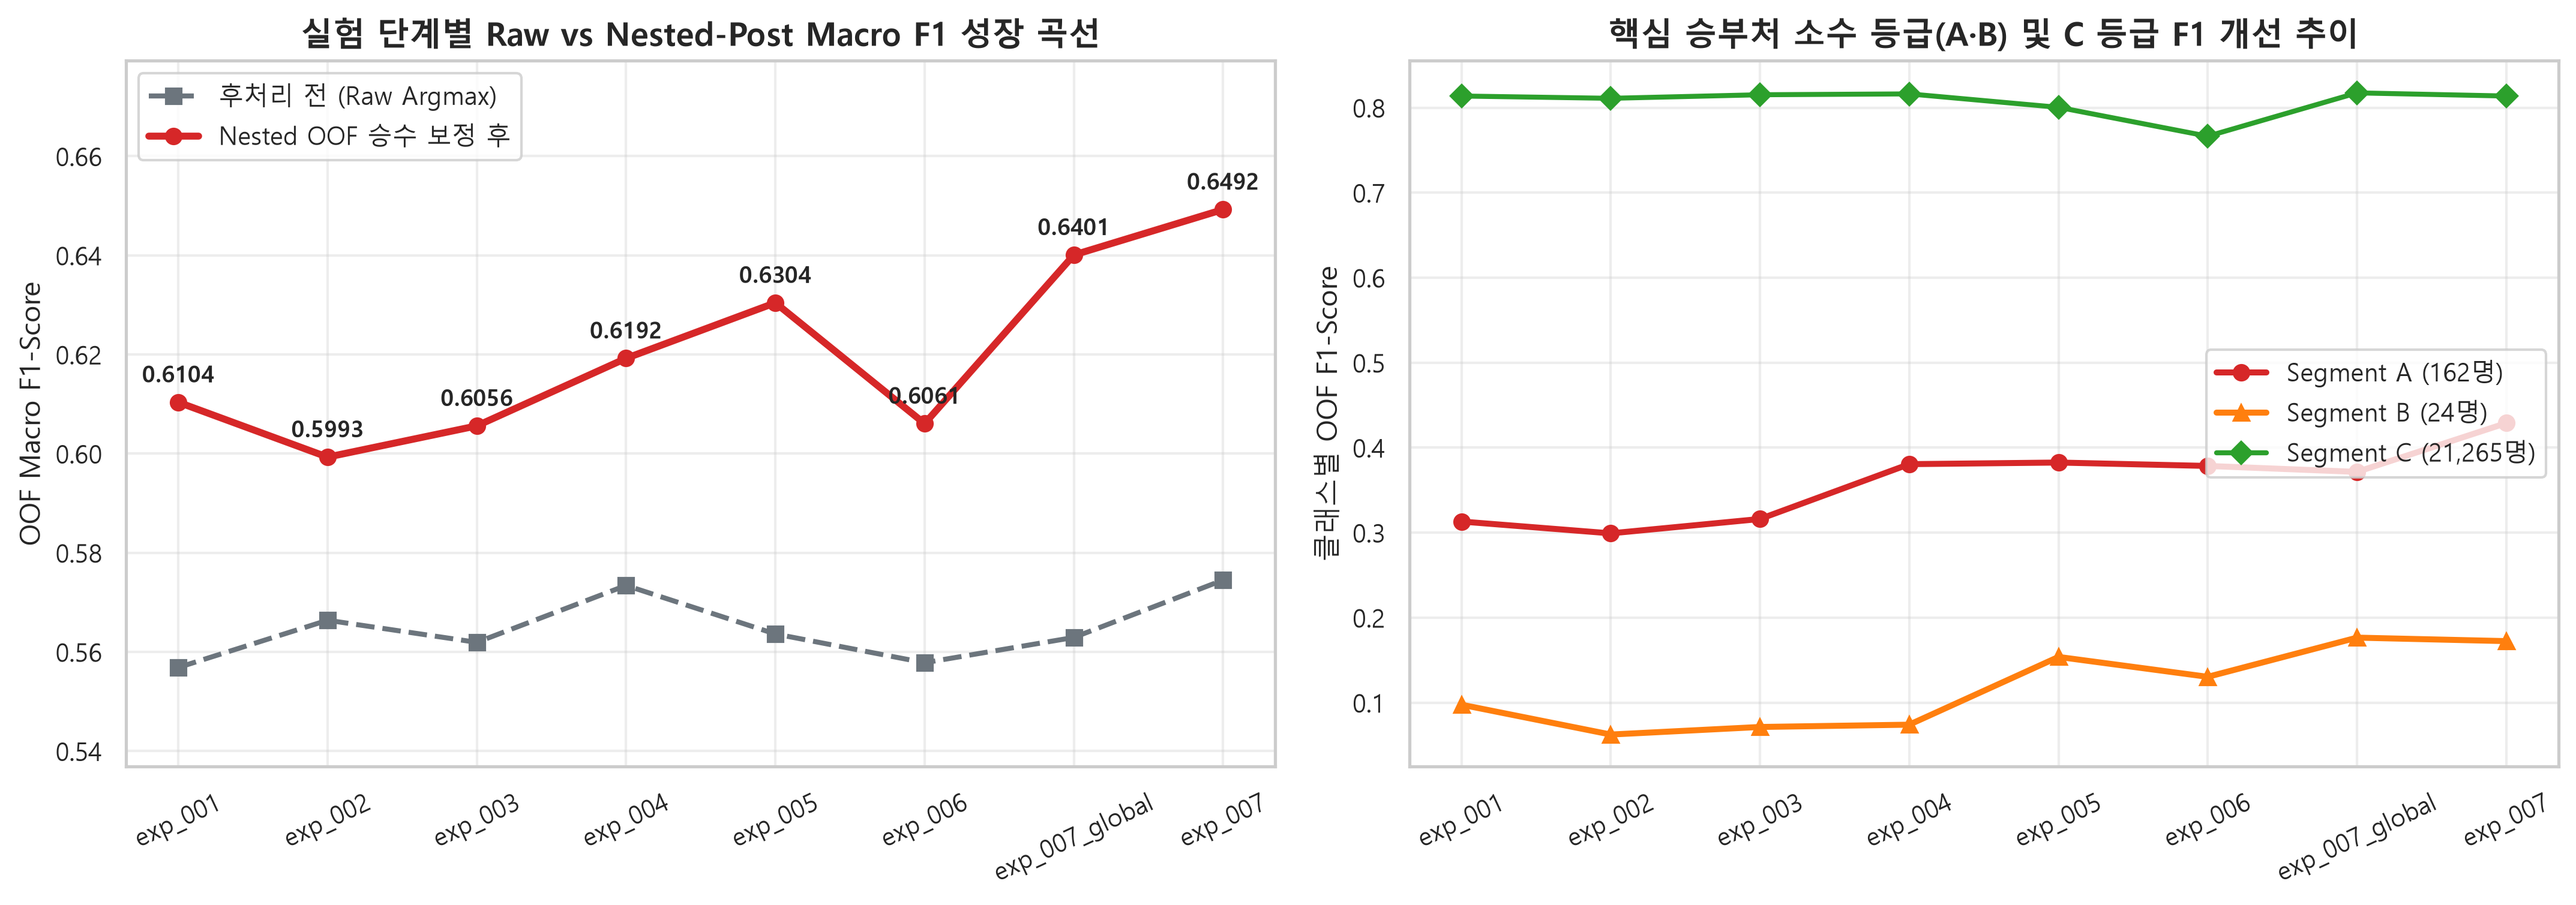 실험 단계별 Raw vs Nested-Post Macro F1 성장 곡선
후처리 전 (Raw Argmax)
Nested OOF 승수 보정 후
OOF Macro F1-Score
0.66
0.64
0.62
0.60
0.58
0.56
0.54
0.6104
0.5993
0.6056
0.6192
0.6304
0.6061
0.6401
0.6492
exp_001
exp_002
exp_003
exp_004
exp_005
exp_006
exp_007_global
exp_007
핵심 승부처 소수 등급(A·B) 및 C 등급 F1 개선 추이
클래스별 OOF F1-Score
0.8
0.7
0.6
0.5
0.4
0.3
0.2
0.1
Segment A (162명)
Segment B (24명)
Segment C (21,265명)
exp_001
exp_002
exp_003
exp_004
exp_005
exp_006
exp_007_global
exp_007